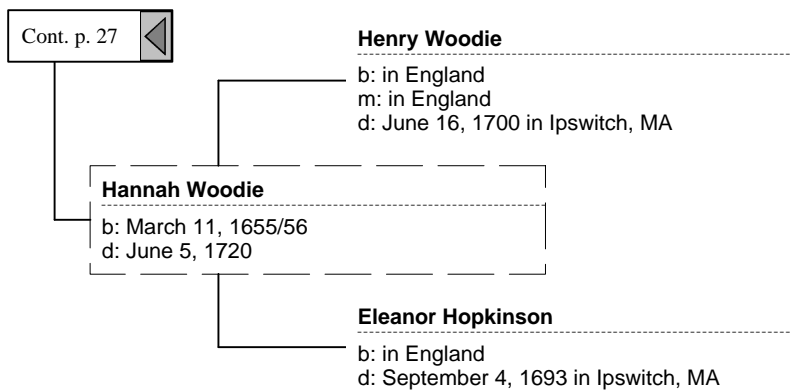 Cont. p. 27
Henry Woodie
b: in England
m: in England
d: June 16, 1700 in Ipswitch, MA
Hannah Woodie
b: March 11, 1655/56
d: June 5, 1720
Eleanor Hopkinson
b: in England
d: September 4, 1693 in Ipswitch, MA